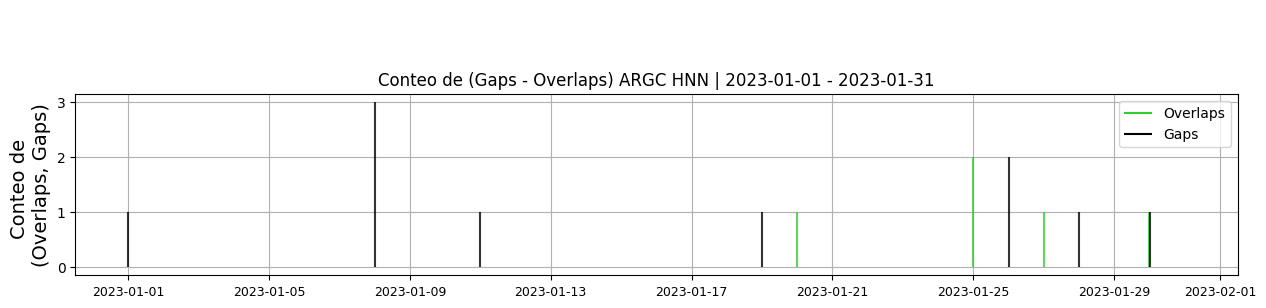 Conteo de (Gaps - Overlaps) ARGC HNN | 2023-01-01 - 2023-01-31
Conteo de
(Overlaps, Gaps)
3
2
1
0
Overlaps
Gaps
2023-01-01
2023-01-05
2023-01-09
2023-01-13
2023-01-17
2023-01-21
2023-01-25
2023-01-29
2023-02-01